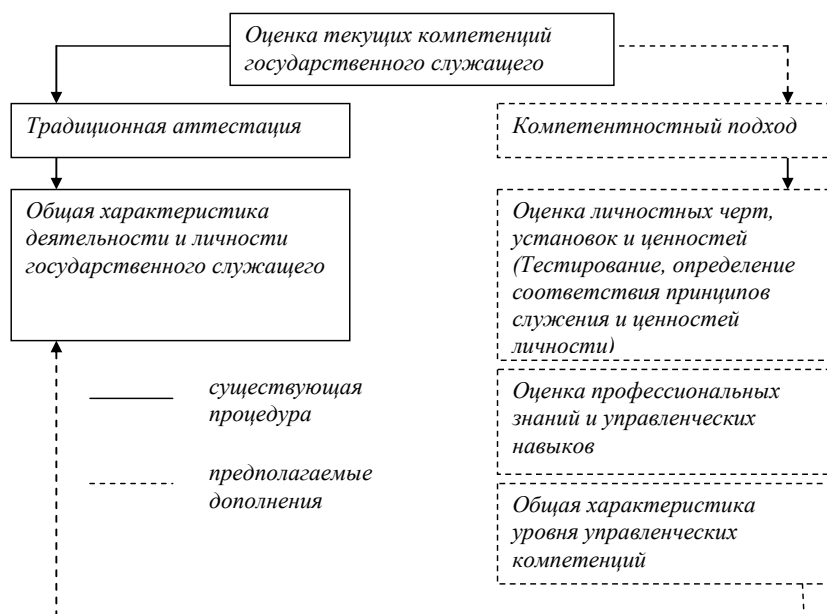 Оценка текущих компетенций
государственного служащего
Традиционная аттестация
Компетентностный подход
Общая характеристика
деятельности и личности
государственного служащего
Оценка личностных черт,
установок и ценностей
(Тестирование, определение
соответствия принципов
служения и ценностей
личности)
существующая
процедура
предполагаемые
дополнения
Оценка профессиональных
знаний и управленческих
навыков
Общая характеристика
уровня управленческих
компетенций